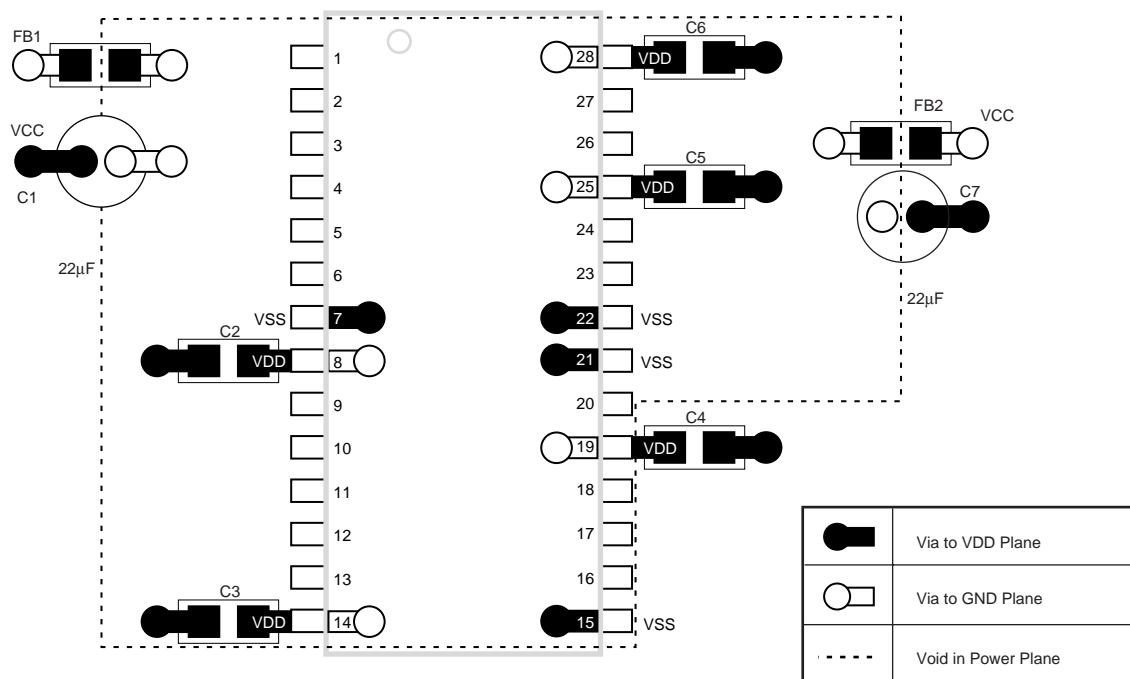 FB1
VCC
C1
22μF
C2
VDD
C3
VDD
VSS
1
2
3
4
5
6
7
8
9
10
11
12
13
14
28
27
26
25
24
23
22
21
20
19
18
17
16
15
C6
VDD
C5
VDD
VSS
VSS
C4
VDD
VSS
FB2
VCC
C7
22μF
Via to VDD Plane
Via to GND Plane
Void in Power Plane